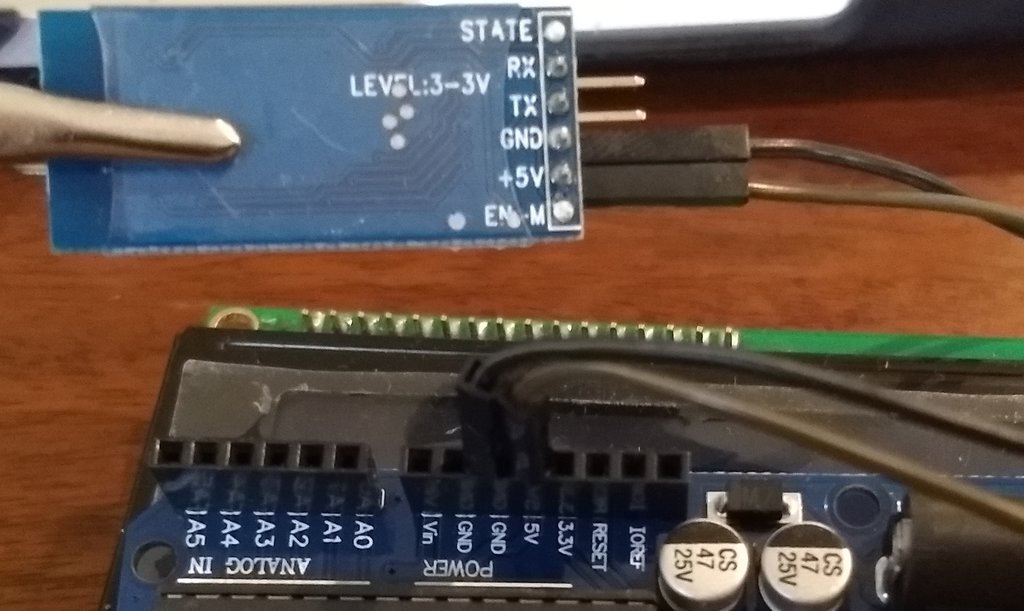 STATE
RX
LEVEL:3-3V
TX
GND
+5V
EN-M
A5
A4
A3
A2
A1
A0
Vin
GND
GND
5V
3.3V
RESET
IOREF
ANALOG IN
POWER
CS
47
25V
CS
47
25V